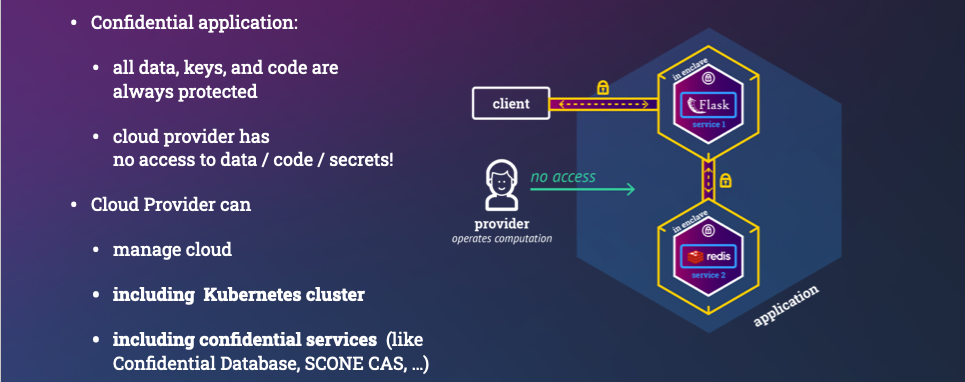 • Confidential application:
• all data, keys, and code are
always protected
• cloud provider has
no access to data / code / secrets!
• Cloud Provider can
• manage cloud
• including Kubernetes cluster
• including confidential services (like
Confidential Database, SCONE CAS, ...)
client
in enclave
Flask
service 1
no access
provider
operates computation
in enclave
redis
service 2
application